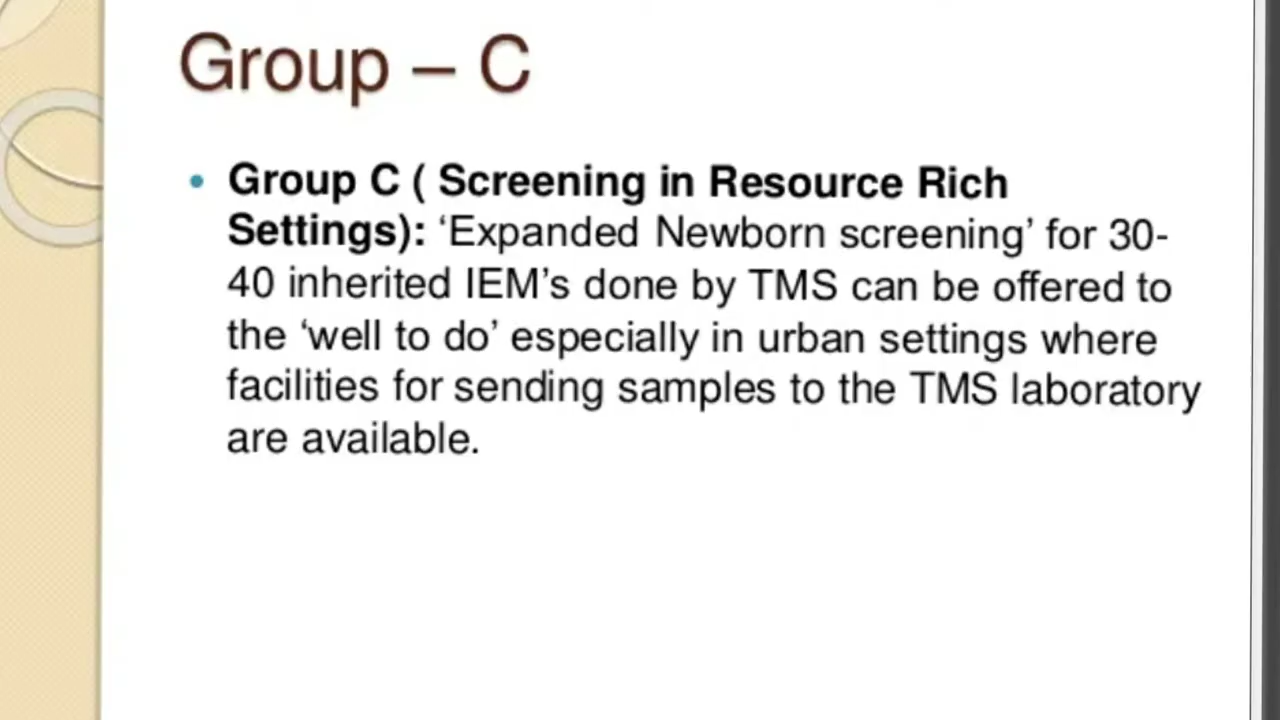 Group – C
• Group C ( Screening in Resource Rich
Settings): ‘Expanded Newborn screening’ for 30-
40 inherited IEM’s done by TMS can be offered to
the ‘well to do’ especially in urban settings where
facilities for sending samples to the TMS laboratory
are available.